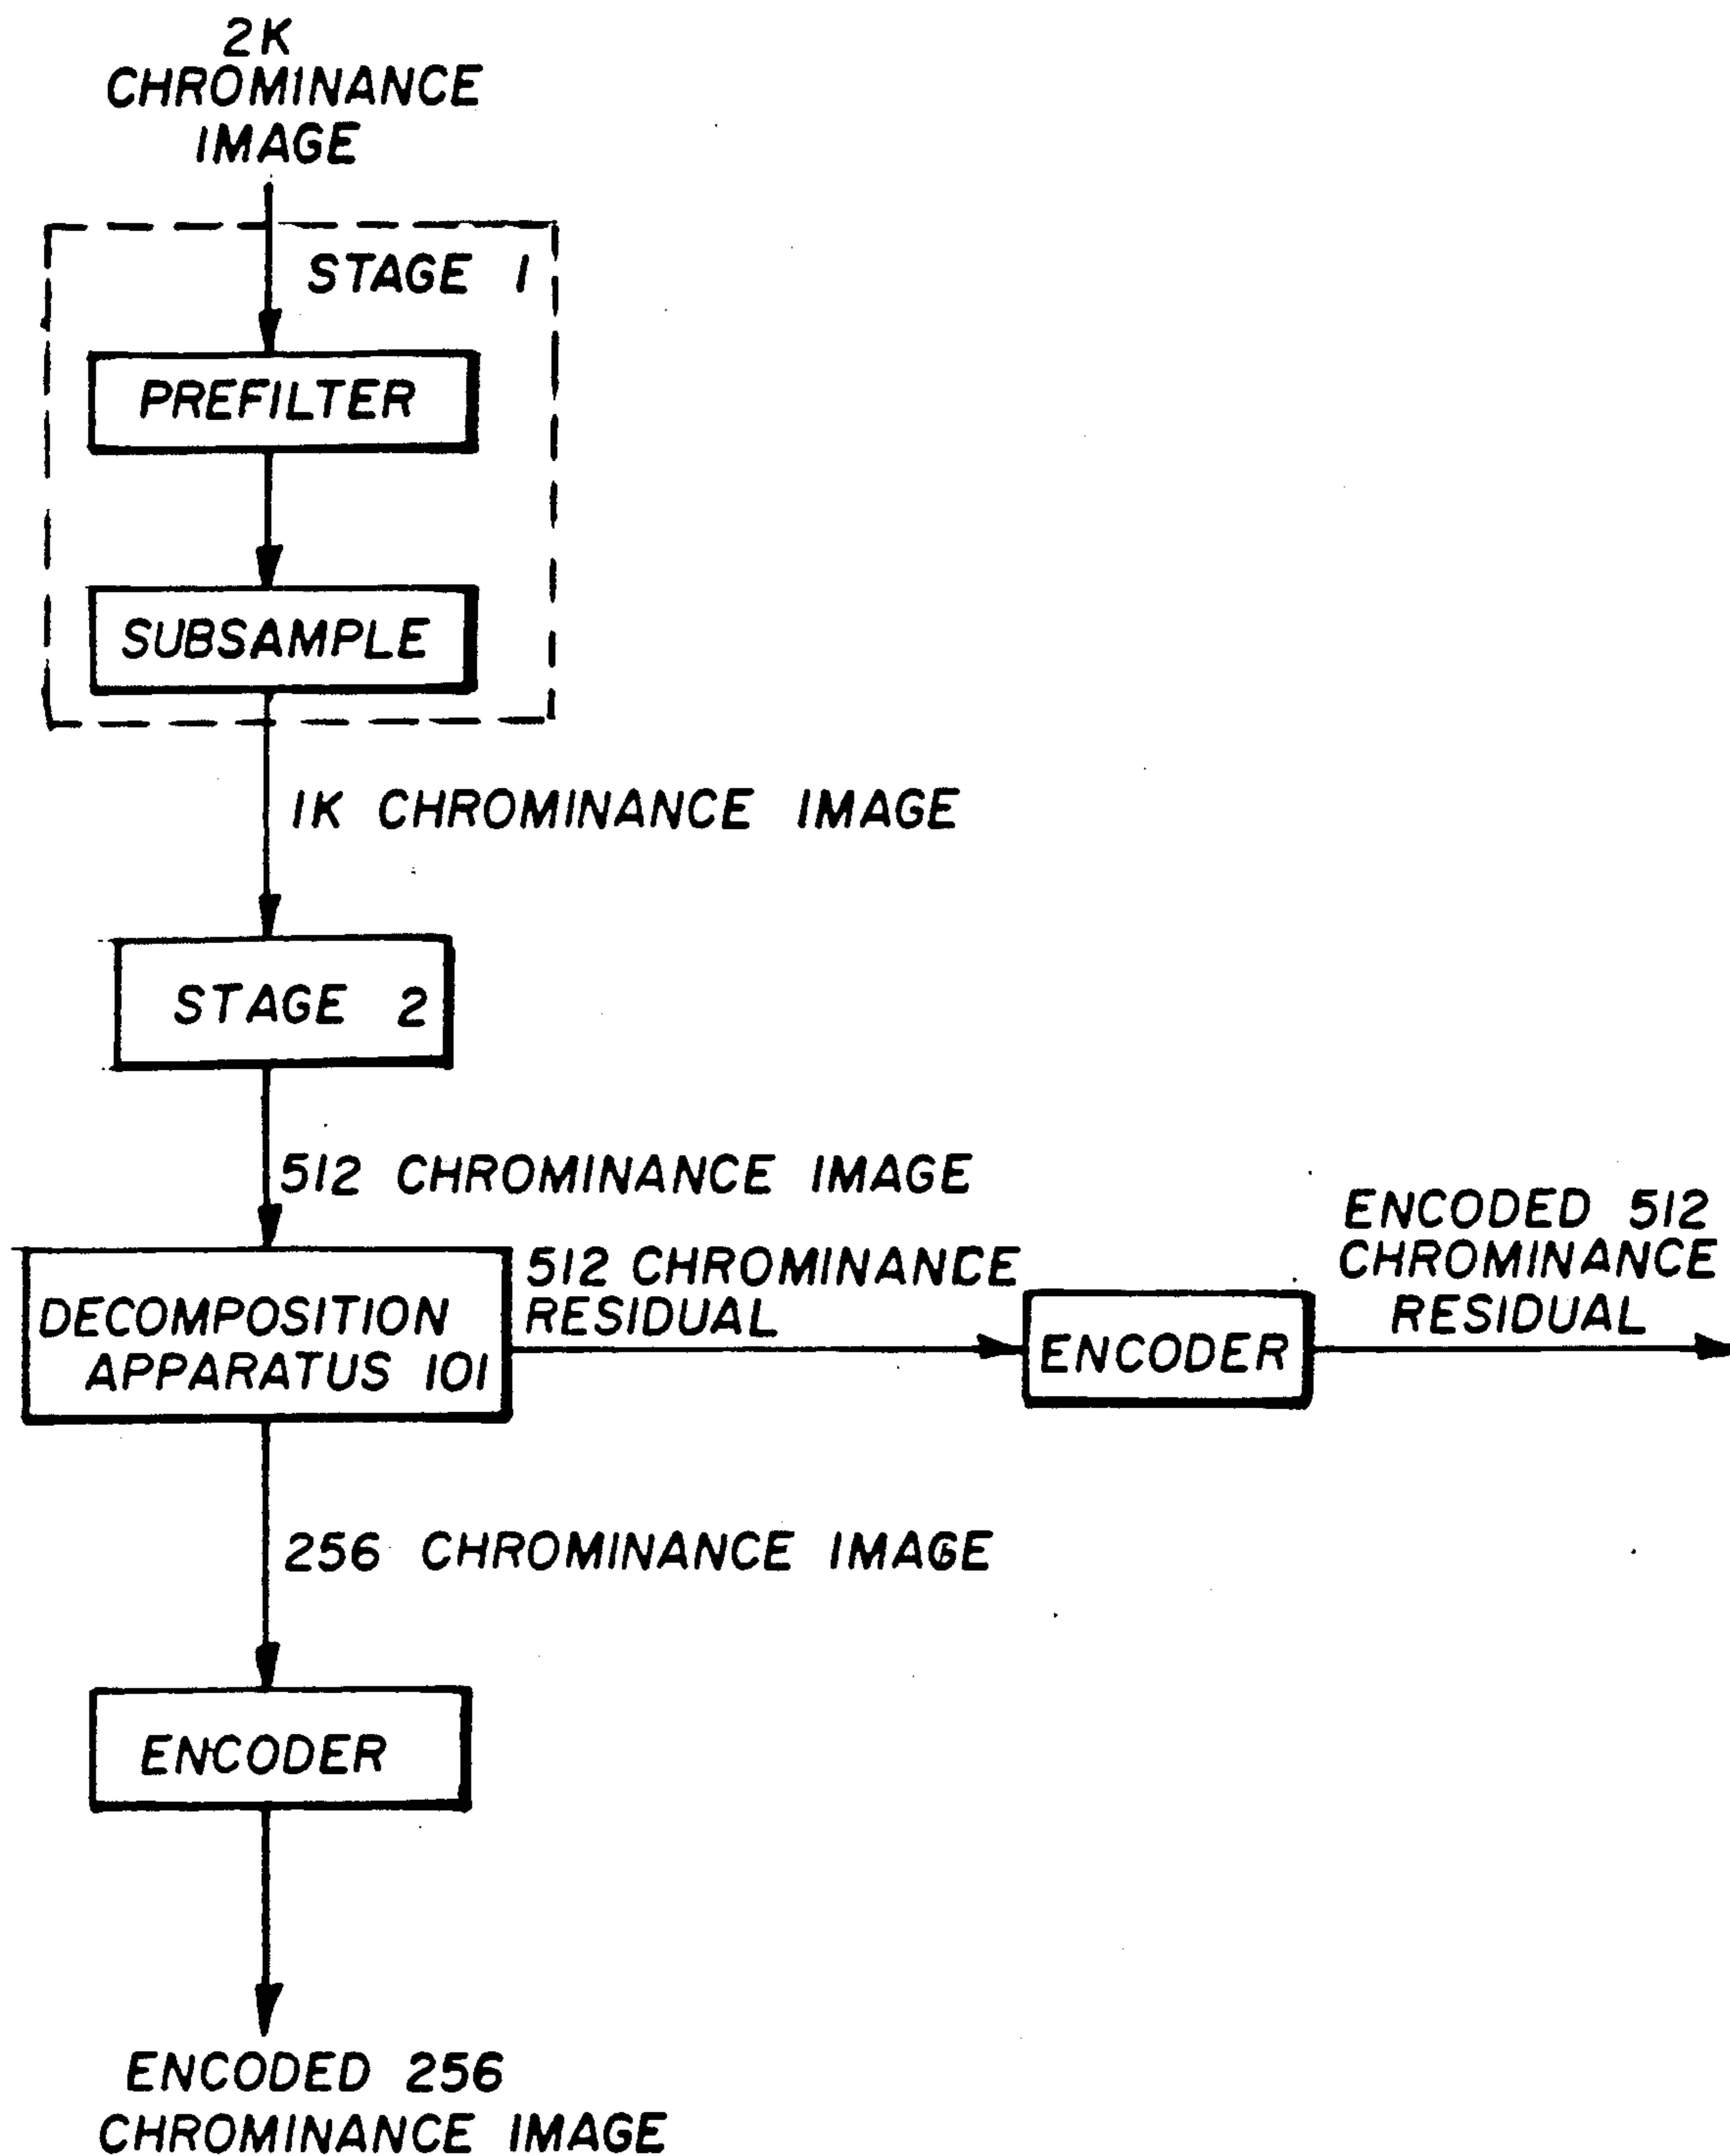 2K
CHROMINANCE
IMAGE
STAGE 1
PREFILTER
SUBSAMPLE
1K CHROMINANCE IMAGE
STAGE 2
512 CHROMINANCE IMAGE
DECOMPOSITION
APPARATUS 101
512 CHROMINANCE
RESIDUAL
ENCODER
ENCODED 512
CHROMINANCE
RESIDUAL
256 CHROMINANCE IMAGE
ENCODER
ENCODED 256
CHROMINANCE IMAGE